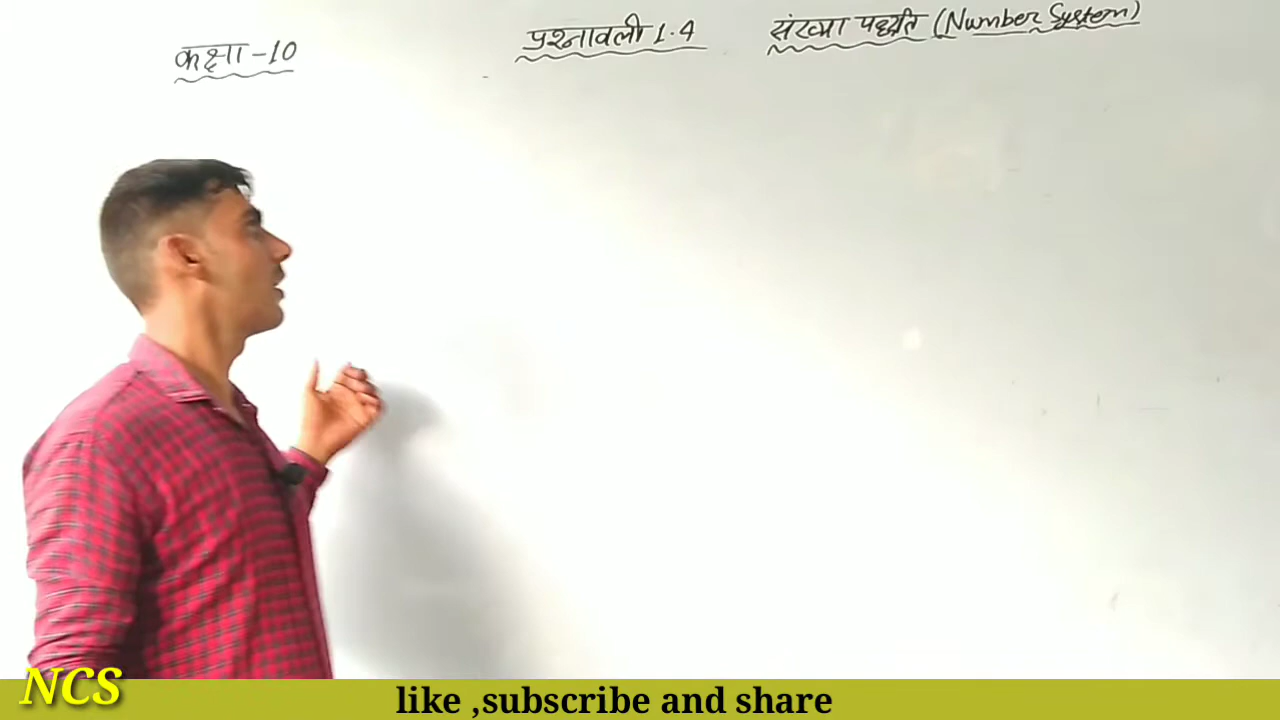 कक्षा -10
प्रश्नावली 1.4
संख्या पद्धति (Number System)
NCS
like ,subscribe and share